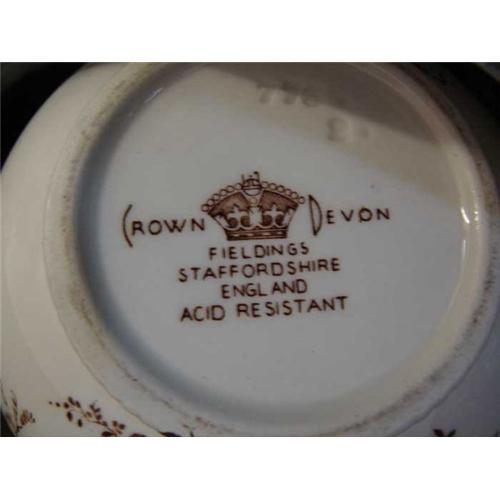 CROWN DEVON
FIELDINGS
STAFFORDSHIRE
ENGLAND
ACID RESISTANT